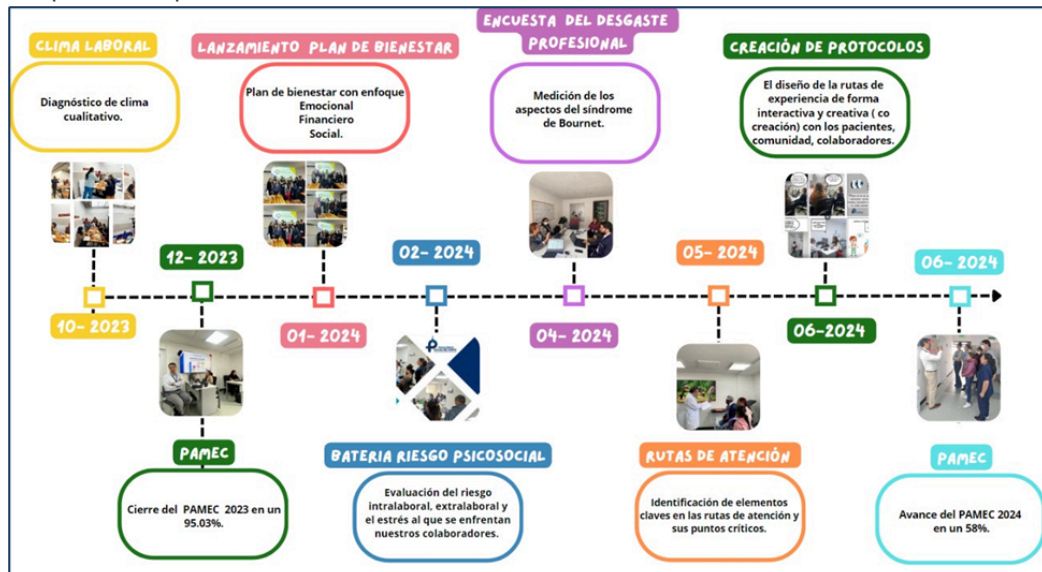 CLIMA LABORAL
Diagnóstico de clima
cualitativo.
10- 2023
12- 2023
PAMEC
Cierre del PAMEC 2023 en un
95.03%.
LANZAMIENTO PLAN DE BIENESTAR
Plan de bienestar con enfoque
Emocional
Financiero
Social.
01- 2024
02- 2024
BATERIA RIESGO PSICOSOCIAL
Evaluación del riesgo
intralaboral, extralaboral y
el estrés al que se enfrentan
nuestros colaboradores.
ENCUESTA DEL DESGASTE
PROFESIONAL
Medición de los
aspectos del síndrome
de Bournet.
04- 2024
05- 2024
RUTAS DE ATENCIÓN
Identificación de elementos
claves en las rutas de atención y
sus puntos críticos.
CREACIÓN DE PROTOCOLOS
El diseño de la rutas de
experiencia de forma
interactiva y creativa ( co
creación) con los pacientes,
comunidad, colaboradores.
06-2024
06- 2024
PAMEC
Avance del PAMEC 2024
en un 58%.